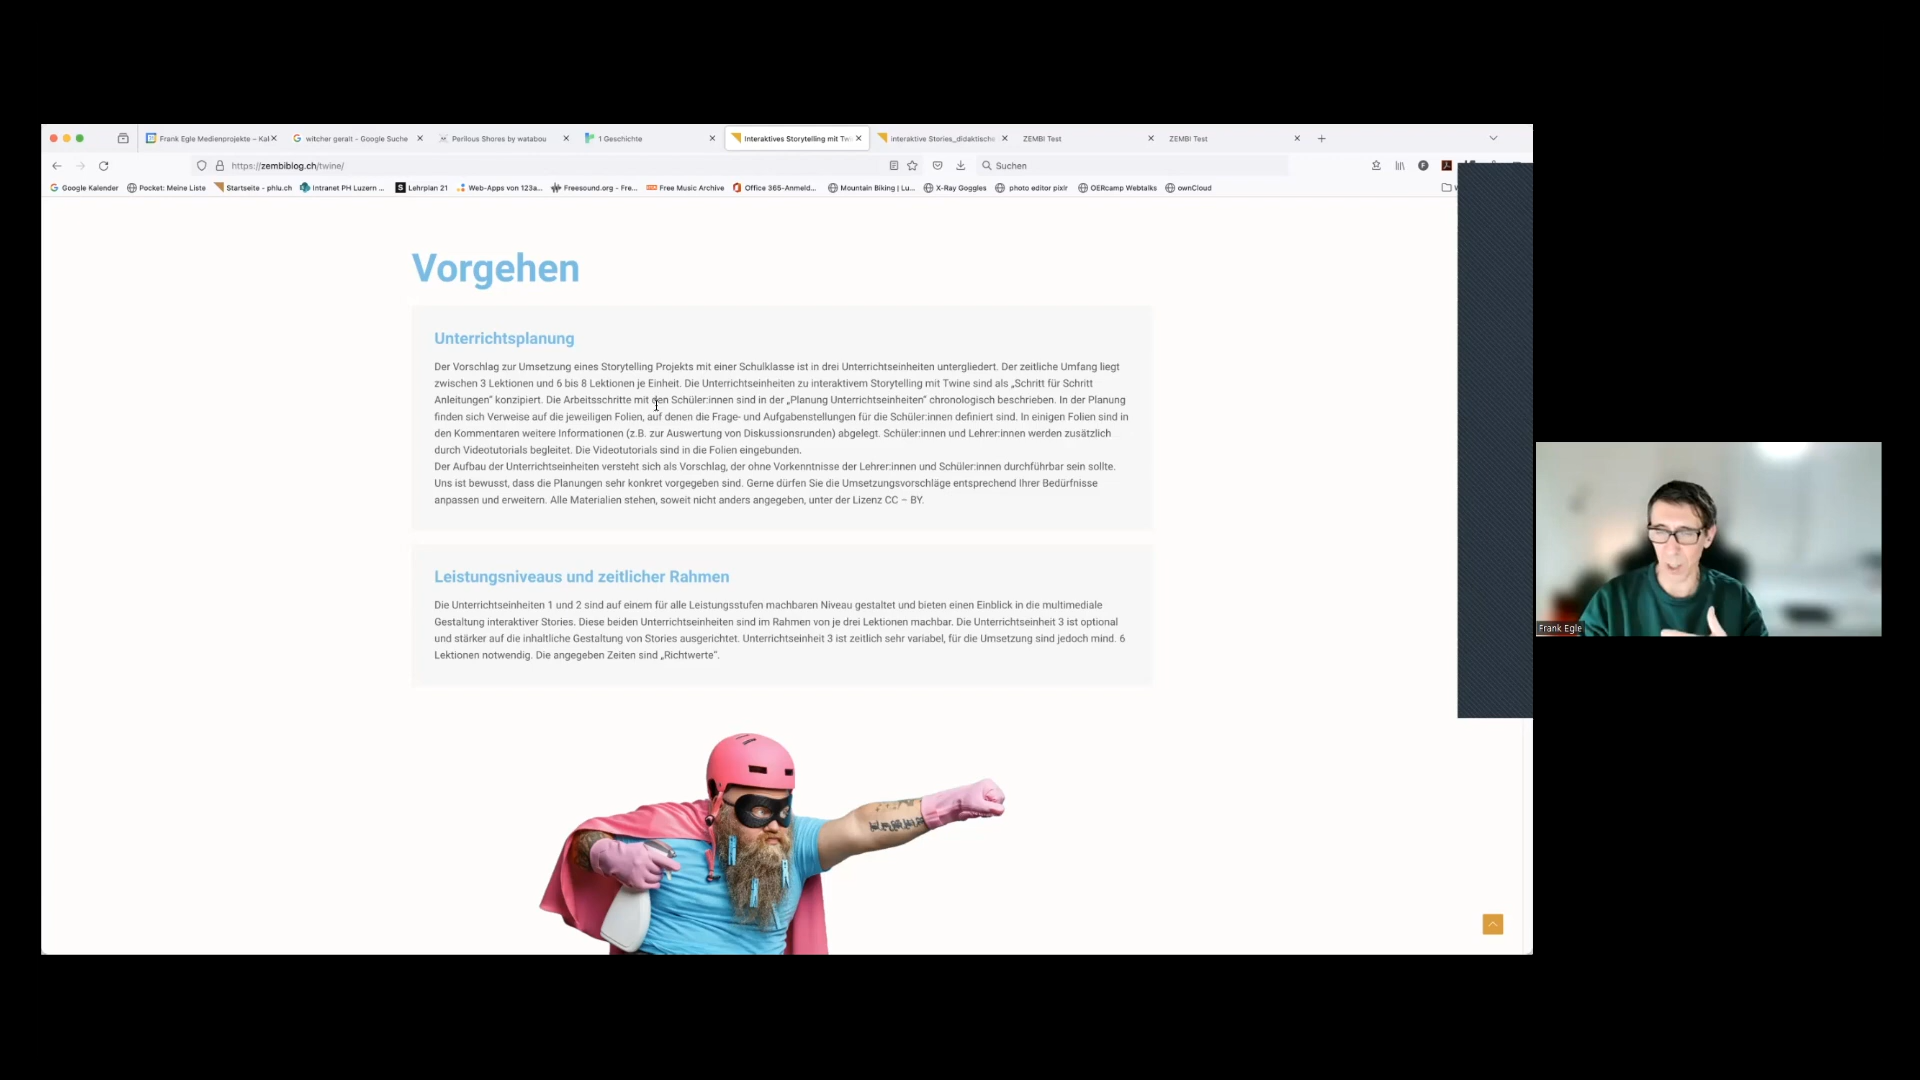 Frank Egle Medienprojekte – Kal
witcher geralt - Google Suche
Perilous Shores by watabou
1 Geschichte
Interaktives Storytelling mit Twi
Interaktive Stories_didaktische
ZEMBI Test
ZEMBI Test
https://zembiblog.ch/twine/
Suchen
Google Kalender
Pocket: Meine Liste
Startseite - phlu.ch
Intranet PH Luzern ...
Lehrplan 21
Web-Apps von 123a...
Freesound.org - Fre...
Free Music Archive
Office 365-Anmeld...
Mountain Biking | Lu...
X-Ray Goggles
photo editor pixlr
OERcamp Webtalks
ownCloud
Vorgehen
Unterrichtsplanung
Der Vorschlag zur Umsetzung eines Storytelling Projekts mit einer Schulklasse ist in drei Unterrichtseinheiten untergliedert. Der zeitliche Umfang liegt
zwischen 3 Lektionen und 6 bis 8 Lektionen je Einheit. Die Unterrichtseinheiten zu interaktivem Storytelling mit Twine sind als „Schritt für Schritt
Anleitungen“ konzipiert. Die Arbeitsschritte mit den Schüler:innen sind in der „Planung Unterrichtseinheiten“ chronologisch beschrieben. In der Planung
finden sich Verweise auf die jeweiligen Folien, auf denen die Frage- und Aufgabenstellungen für die Schüler:innen definiert sind. In einigen Folien sind in
den Kommentaren weitere Informationen (z.B. zur Auswertung von Diskussionsrunden) abgelegt. Schüler:innen und Lehrer:innen werden zusätzlich
durch Videotutorials begleitet. Die Videotutorials sind in die Folien eingebunden.
Der Aufbau der Unterrichtseinheiten versteht sich als Vorschlag, der ohne Vorkenntnisse der Lehrer:innen und Schüler:innen durchführbar sein sollte.
Uns ist bewusst, dass die Planungen sehr konkret vorgegeben sind. Gerne dürfen Sie die Umsetzungsvorschläge entsprechend Ihrer Bedürfnisse
anpassen und erweitern. Alle Materialien stehen, soweit nicht anders angegeben, unter der Lizenz CC – BY.
Leistungsniveaus und zeitlicher Rahmen
Die Unterrichtseinheiten 1 und 2 sind auf einem für alle Leistungsstufen machbaren Niveau gestaltet und bieten einen Einblick in die multimediale
Gestaltung interaktiver Stories. Diese beiden Unterrichtseinheiten sind im Rahmen von je drei Lektionen machbar. Die Unterrichtseinheit 3 ist optional
und stärker auf die inhaltliche Gestaltung von Stories ausgerichtet. Unterrichtseinheit 3 ist zeitlich sehr variabel, für die Umsetzung sind jedoch mind. 6
Lektionen notwendig. Die angegeben Zeiten sind „Richtwerte“.
Frank Egle